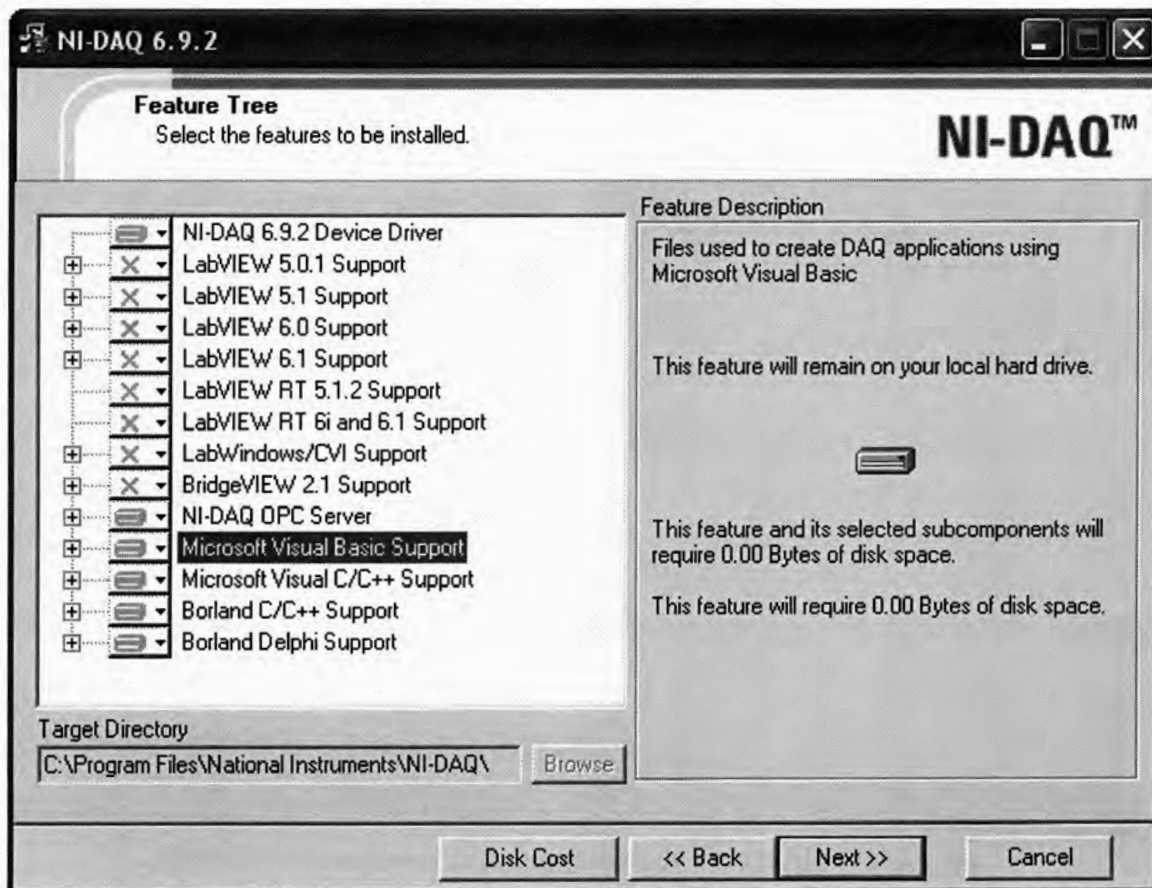 NI-DAQ 6.9.2
Feature Tree
Select the features to be installed.
NI-DAQ™
NI-DAQ 6.9.2 Device Driver
LabVIEW 5.0.1 Support
LabVIEW 5.1 Support
LabVIEW 6.0 Support
LabVIEW 6.1 Support
LabVIEW RT 5.1.2 Support
LabVIEW RT 6i and 6.1 Support
LabWindows/CVI Support
BridgeVIEW 2.1 Support
NI-DAQ OPC Server
Microsoft Visual Basic Support
Microsoft Visual C/C++ Support
Borland C/C++ Support
Borland Delphi Support
Target Directory
C:\Program Files\National Instruments\NI-DAQ\
Browse
Feature Description
Files used to create DAQ applications using
Microsoft Visual Basic
This feature will remain on your local hard drive.
This feature and its selected subcomponents will
require 0.00 Bytes of disk space.
This feature will require 0.00 Bytes of disk space.
Disk Cost
<< Back
Next >>
Cancel